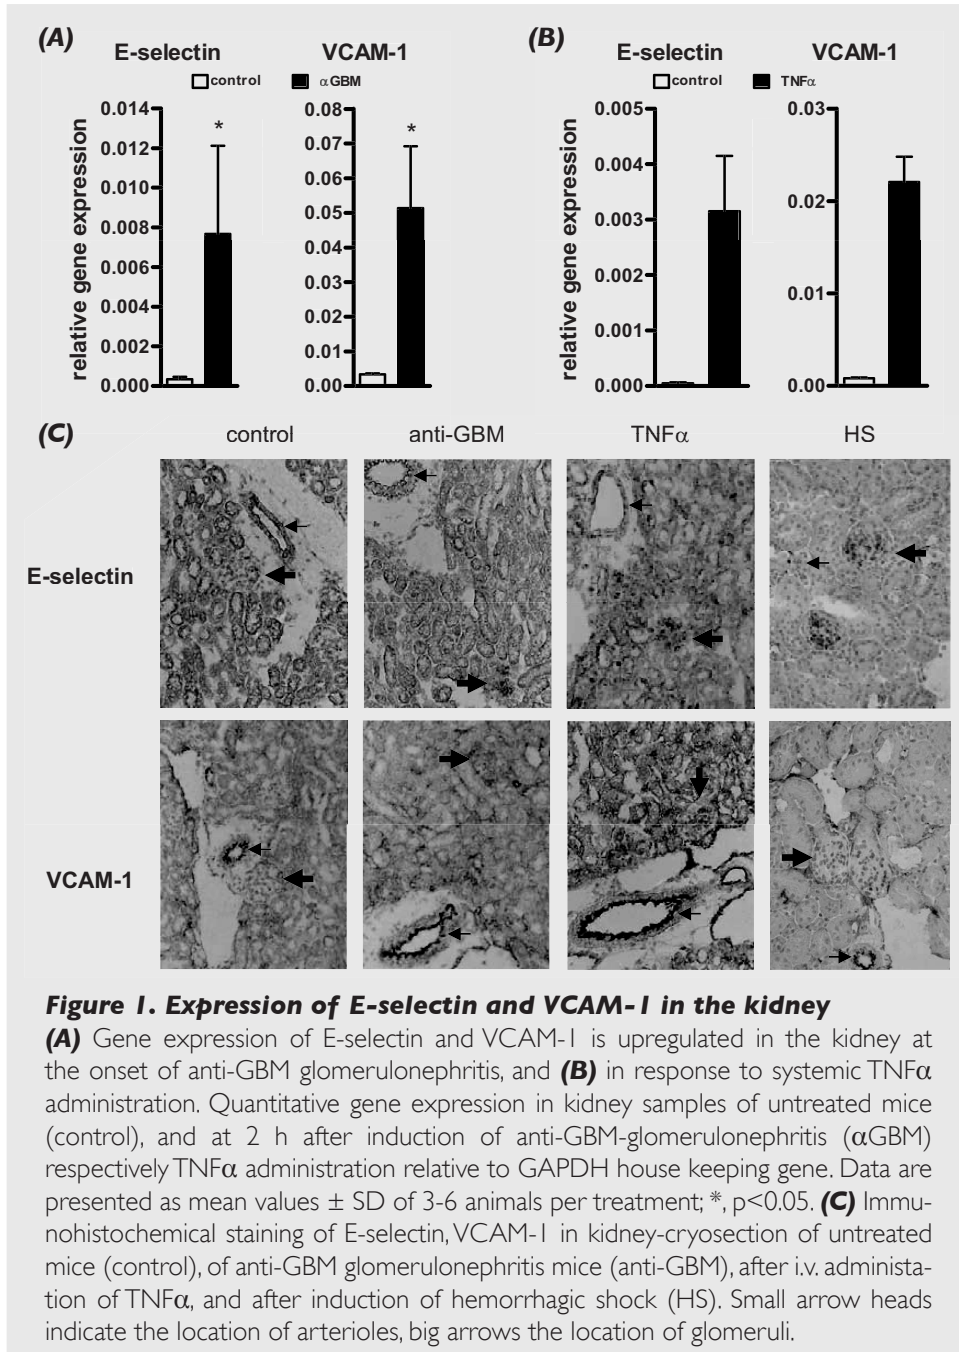 (A)
E-selectin
VCAM-1
control
αGBM
relative gene expression
0.014
0.012
0.010
0.008
0.006
0.004
0.002
0.000
*
0.08
0.07
0.06
0.05
0.04
0.03
0.02
0.01
0.00
*
(B)
E-selectin
VCAM-1
control
TNFα
relative gene expression
0.005
0.004
0.003
0.002
0.001
0.000
0.03
0.02
0.01
0.00
(C)
control
anti-GBM
TNFα
HS
E-selectin
VCAM-1
Figure 1. Expression of E-selectin and VCAM-1 in the kidney
(A) Gene expression of E-selectin and VCAM-1 is upregulated in the kidney at
the onset of anti-GBM glomerulonephritis, and (B) in response to systemic TNFα
administration. Quantitative gene expression in kidney samples of untreated mice
(control), and at 2 h after induction of anti-GBM-glomerulonephritis (αGBM)
respectively TNFα administration relative to GAPDH house keeping gene. Data are
presented as mean values ± SD of 3-6 animals per treatment; *, p<0.05. (C) Immu-
nohistochemical staining of E-selectin, VCAM-1 in kidney-cryosection of untreated
mice (control), of anti-GBM glomerulonephritis mice (anti-GBM), after i.v. administa-
tion of TNFα, and after induction of hemorrhagic shock (HS). Small arrow heads
indicate the location of arterioles, big arrows the location of glomeruli.